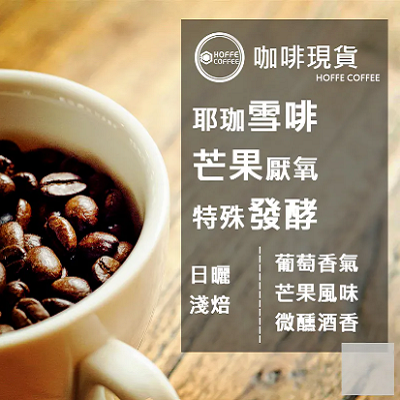 HOFFE
COFFEE
咖啡現貨
HOFFE COFFEE
耶珈雪啡
芒果厭氧
特殊發酵
日曬
淺焙
葡萄香氣
芒果風味
微醺酒香